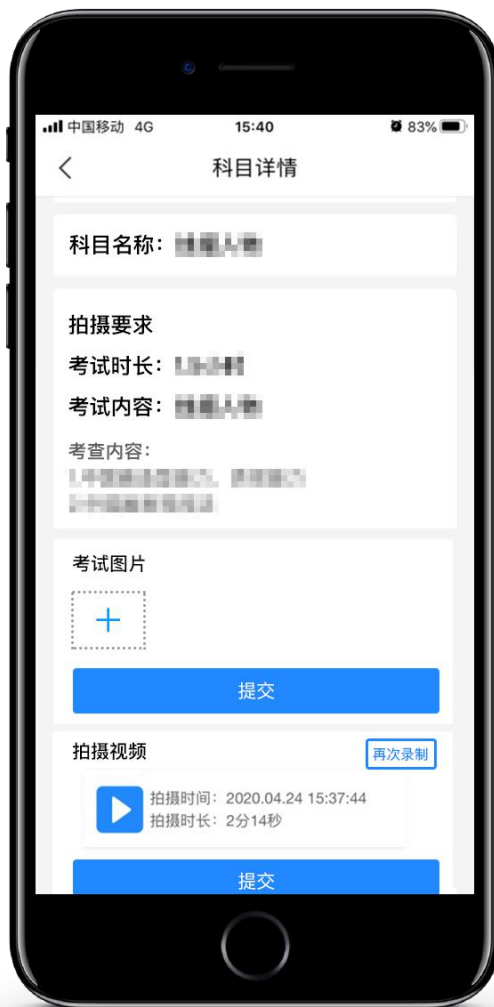 中国移动 4G 15:40 83%
科目详情
科目名称：
拍摄要求
考试时长：
考试内容：
考查内容：
考试图片
提交
拍摄视频 再次录制
拍摄时间：2020.04.24 15:37:44
拍摄时长：2分14秒
提交